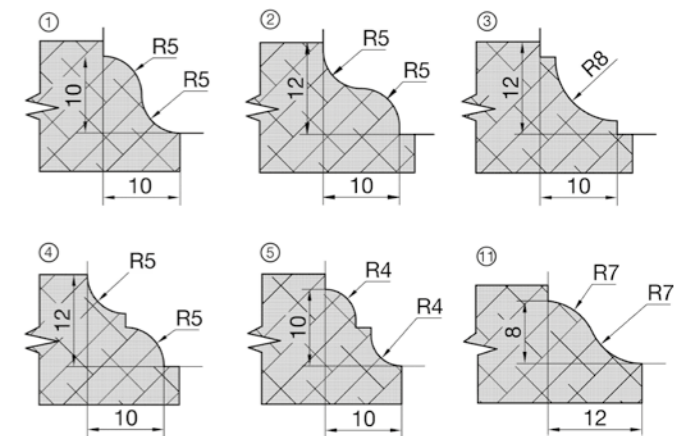 ① R5 R5 10 10
② R5 R5 12 10
③ R8 12 10
④ R5 R5 12 10
⑤ R4 R4 10 10
⑪ R7 R7 8 12